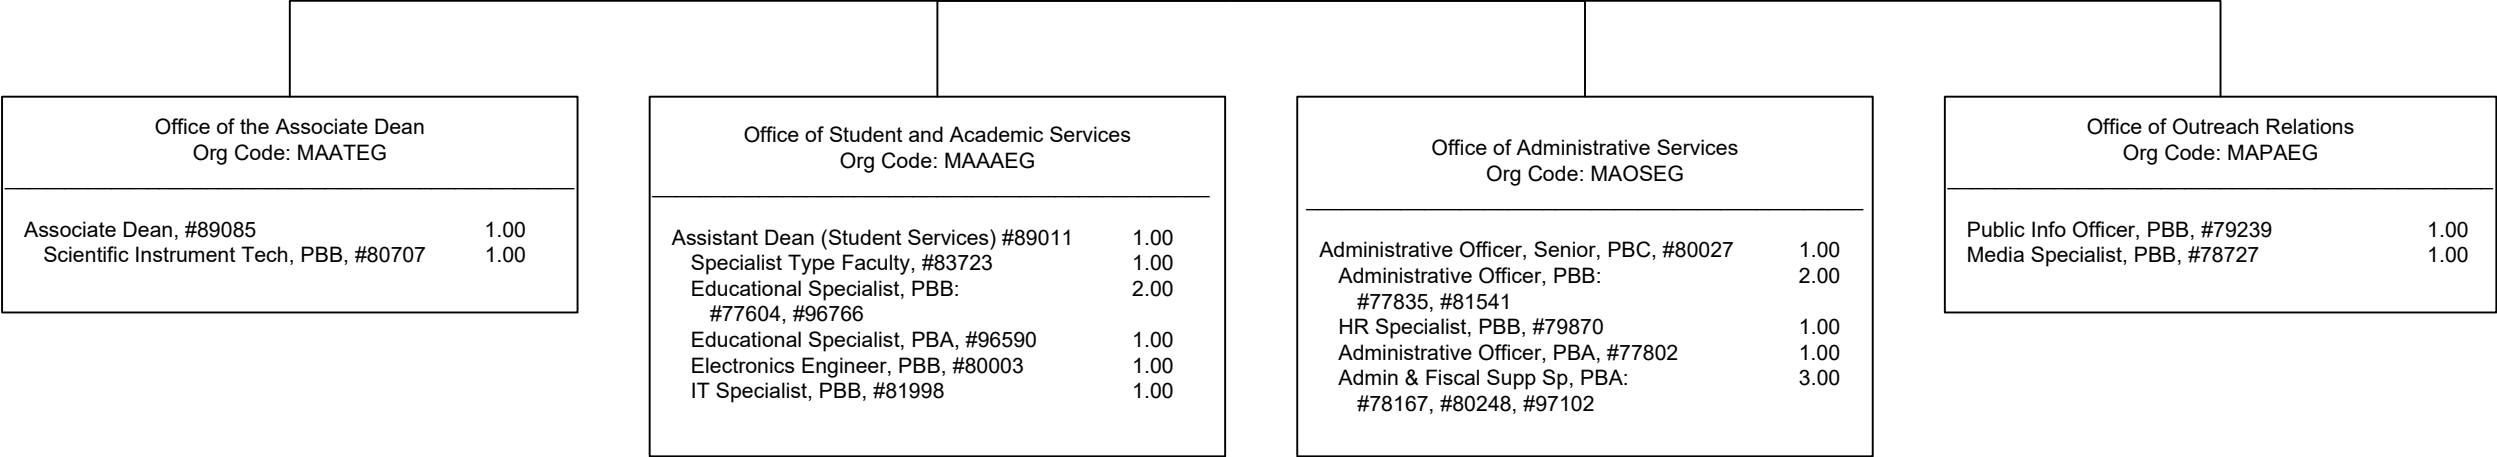 Office of the Associate Dean
Org Code: MAATEG
Associate Dean, #89085 1.00
Scientific Instrument Tech, PBB, #80707 1.00
Office of Student and Academic Services
Org Code: MAAAEG
Assistant Dean (Student Services) #89011 1.00
Specialist Type Faculty, #83723 1.00
Educational Specialist, PBB: 2.00
#77604, #96766
Educational Specialist, PBA, #96590 1.00
Electronics Engineer, PBB, #80003 1.00
IT Specialist, PBB, #81998 1.00
Office of Administrative Services
Org Code: MAOSEG
Administrative Officer, Senior, PBC, #80027 1.00
Administrative Officer, PBB: 2.00
#77835, #81541
HR Specialist, PBB, #79870 1.00
Administrative Officer, PBA, #77802 1.00
Admin & Fiscal Supp Sp, PBA: 3.00
#78167, #80248, #97102
Office of Outreach Relations
Org Code: MAPAEG
Public Info Officer, PBB, #79239 1.00
Media Specialist, PBB, #78727 1.00